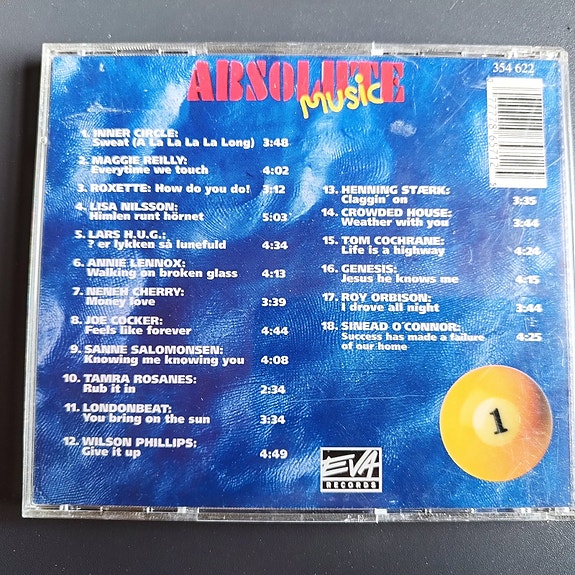 ABSOLUTE
MUSIC
354 622
1. INNER CIRCLE:
Sweat (A La La La La Long) 3:48
2. MAGGIE REILLY:
Everytime we touch 4:02
3. ROXETTE: How do you do! 3:12
4. LISA NILSSON:
Himlen runt hörnet 5:03
5. LARS H.U.G.:
? er lykken så lunefuld 4:34
6. ANNIE LENNOX:
Walking on broken glass 4:13
7. NENEH CHERRY:
Money love 3:39
8. JOE COCKER:
Feels like forever 4:44
9. SANNE SALOMONSEN:
Knowing me knowing you 4:08
10. TAMRA ROSANES:
Rub it in 2:34
11. LONDONBEAT:
You bring on the sun 3:34
12. WILSON PHILLIPS:
Give it up 4:49
13. HENNING STÆRK:
Claggin' on 3:35
14. CROWDED HOUSE:
Weather with you 3:44
15. TOM COCHRANE:
Life is a highway 4:24
16. GENESIS:
Jesus he knows me 4:15
17. ROY ORBISON:
I drove all night 3:44
18. SINEAD O'CONNOR:
Success has made a failure 4:25
of our home
1
EVA
RECORDS